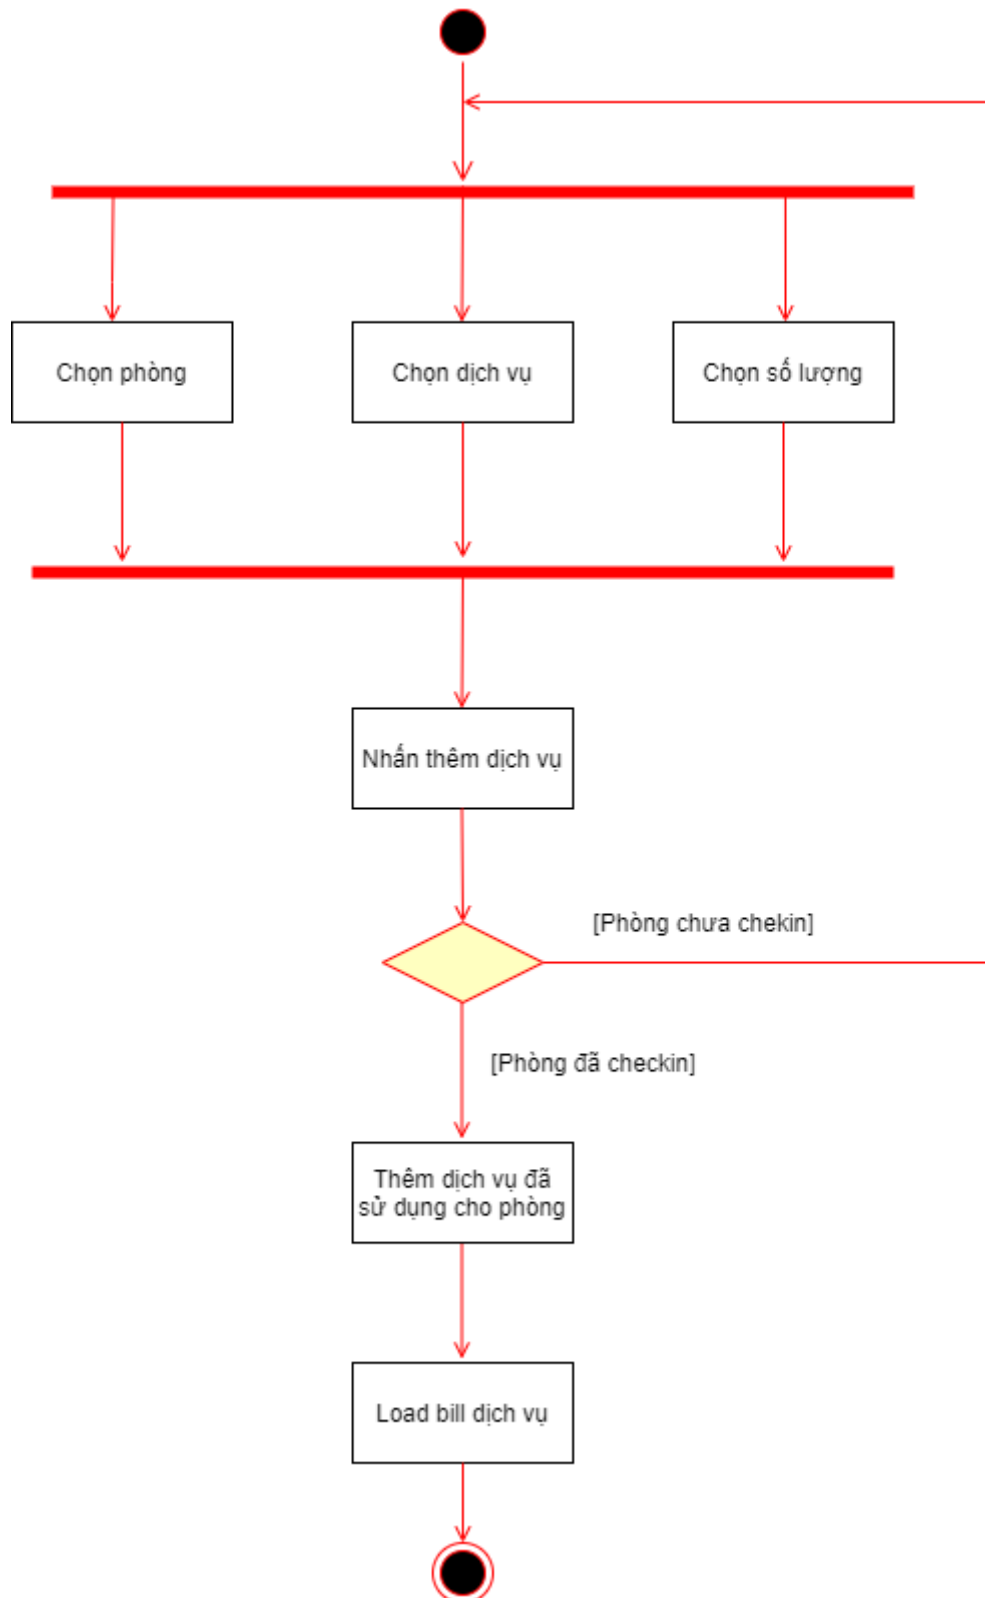 Chọn phòng
Chọn dịch vụ
Chọn số lượng
Nhấn thêm dịch vụ
[Phòng chưa chekin]
[Phòng đã checkin]
Thêm dịch vụ đã
sử dụng cho phòng
Load bill dịch vụ